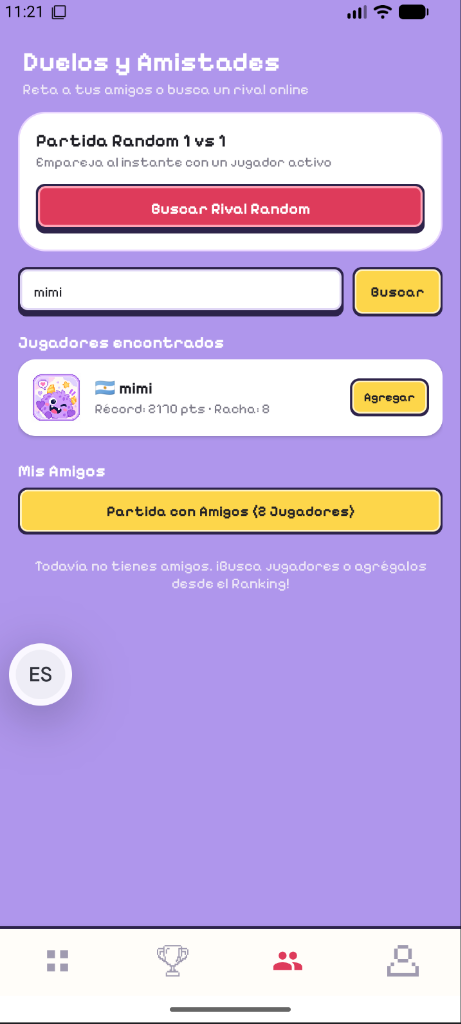 11:21
Duelos y Amistades
Reta a tus amigos o busca un rival online
Partida Random 1 vs 1
Empareja al instante con un jugador activo
Buscar Rival Random
mimi
Buscar
Jugadores encontrados
mimi
Récord: 2170 pts · Racha: 8
Agregar
Mis Amigos
Partida con Amigos (2 Jugadores)
Todavía no tienes amigos. ¡Busca jugadores o agrégalos
desde el Ranking!
ES